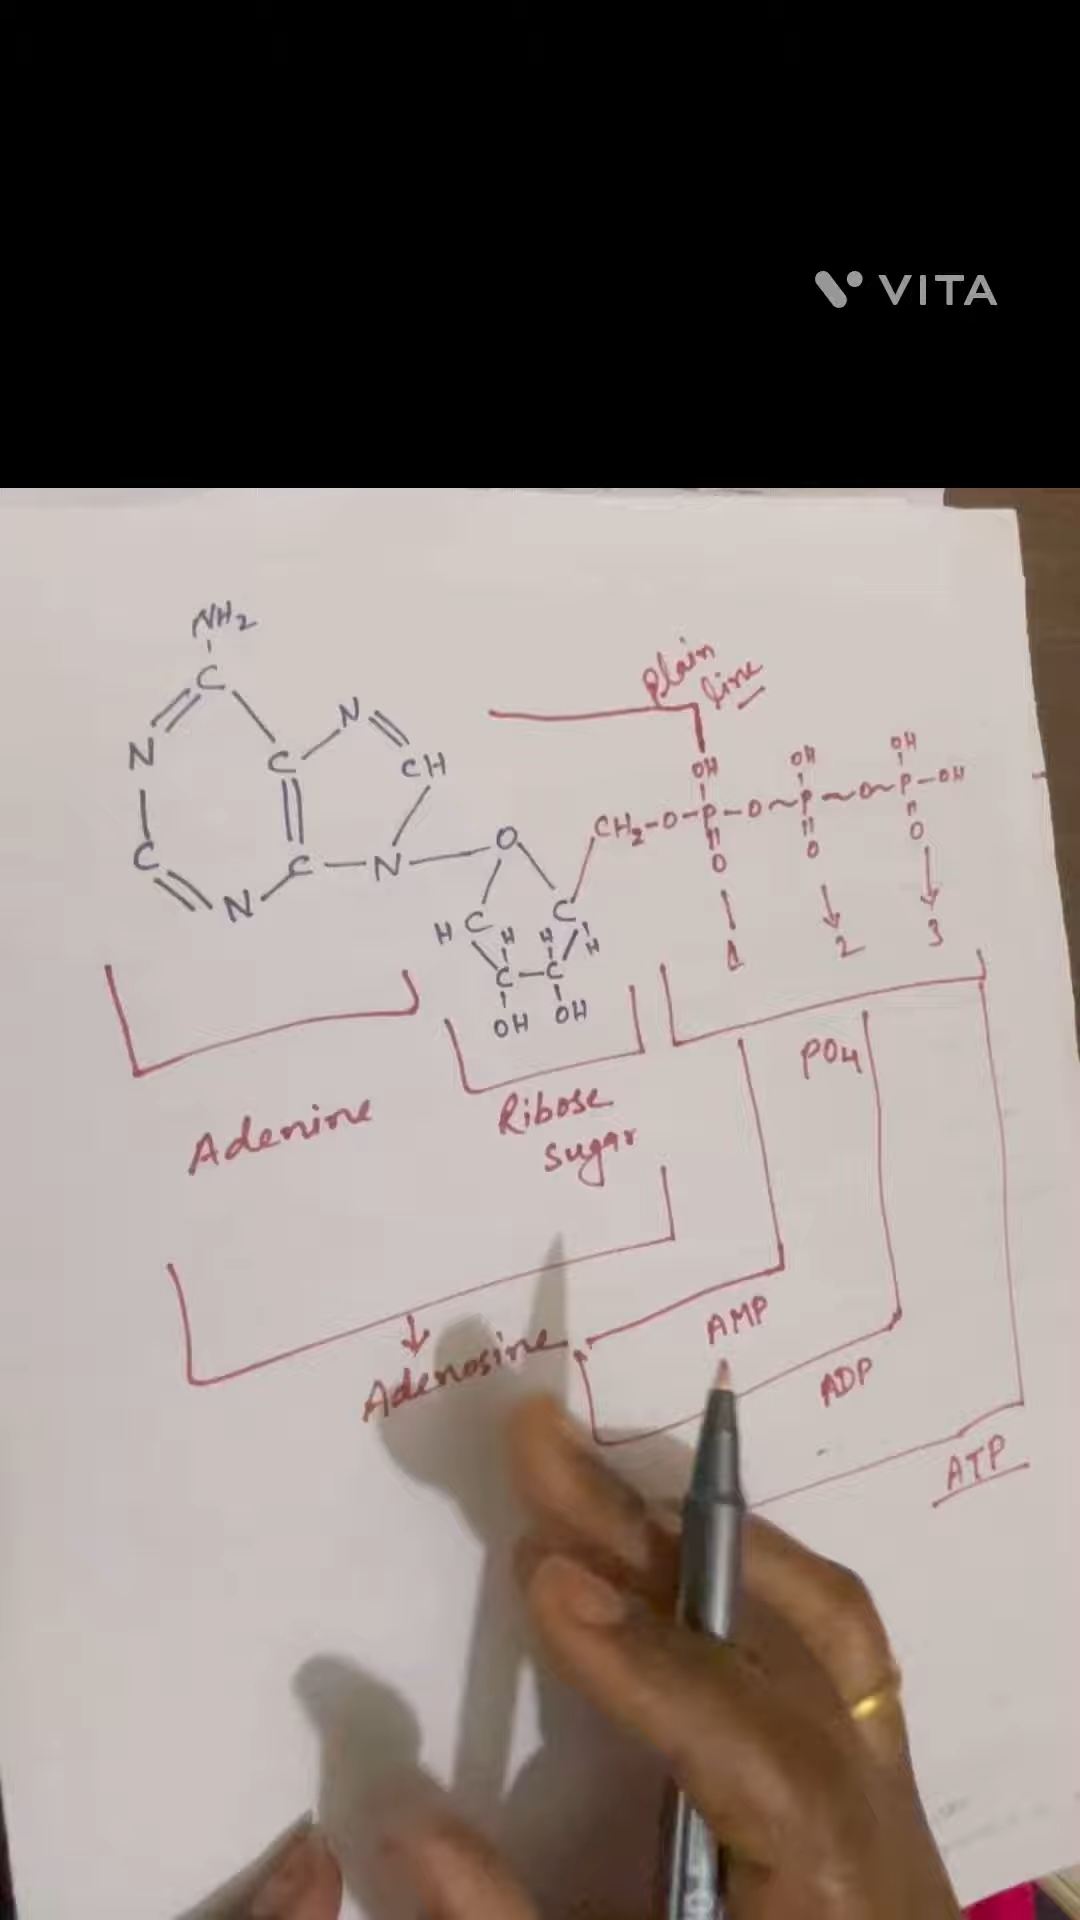 VITA
NH2
plain
line
N
C
N
C
CH
N
C
C
N
N
O
CH2-O-P-O~P~O~P-OH
OH
OH
OH
O
O
O
1
2
3
H
C
H
H
C
H
C
C
OH
OH
PO4
Adenine
Ribose
sugar
AMP
Adenosine
ADP
ATP